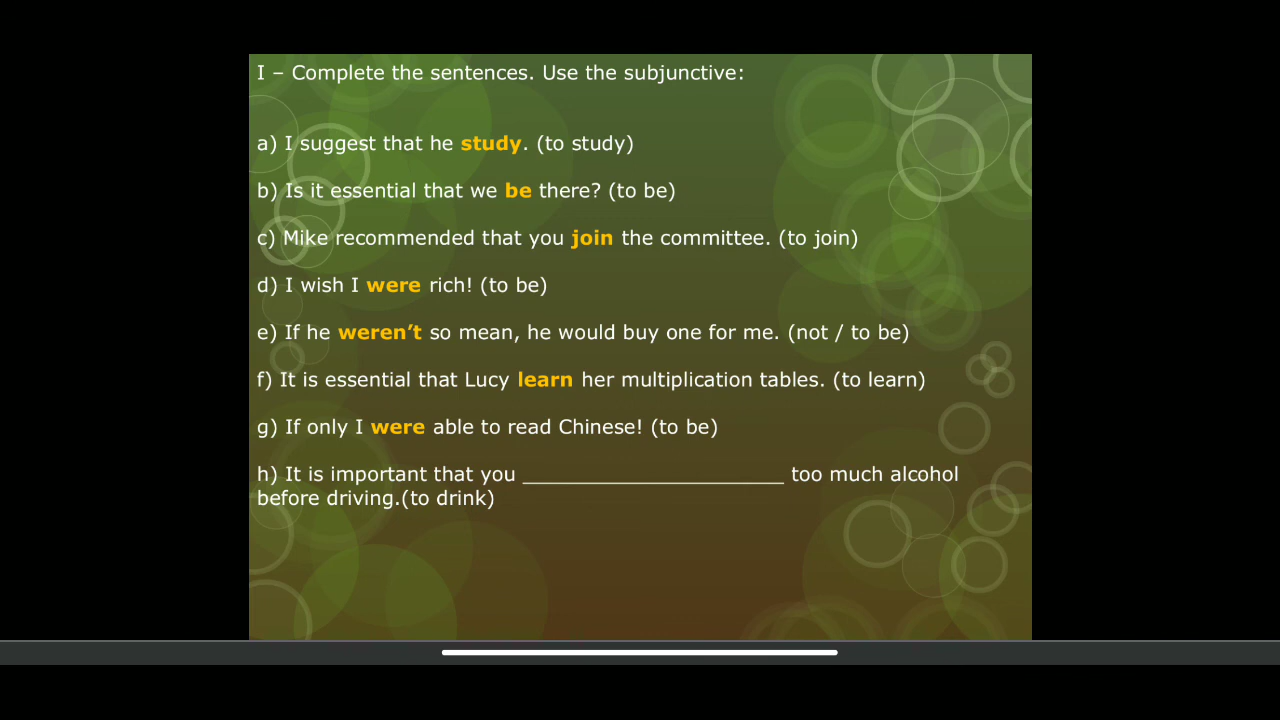 I – Complete the sentences. Use the subjunctive:
a) I suggest that he study. (to study)
b) Is it essential that we be there? (to be)
c) Mike recommended that you join the committee. (to join)
d) I wish I were rich! (to be)
e) If he weren’t so mean, he would buy one for me. (not / to be)
f) It is essential that Lucy learn her multiplication tables. (to learn)
g) If only I were able to read Chinese! (to be)
h) It is important that you ________________________ too much alcohol
before driving.(to drink)